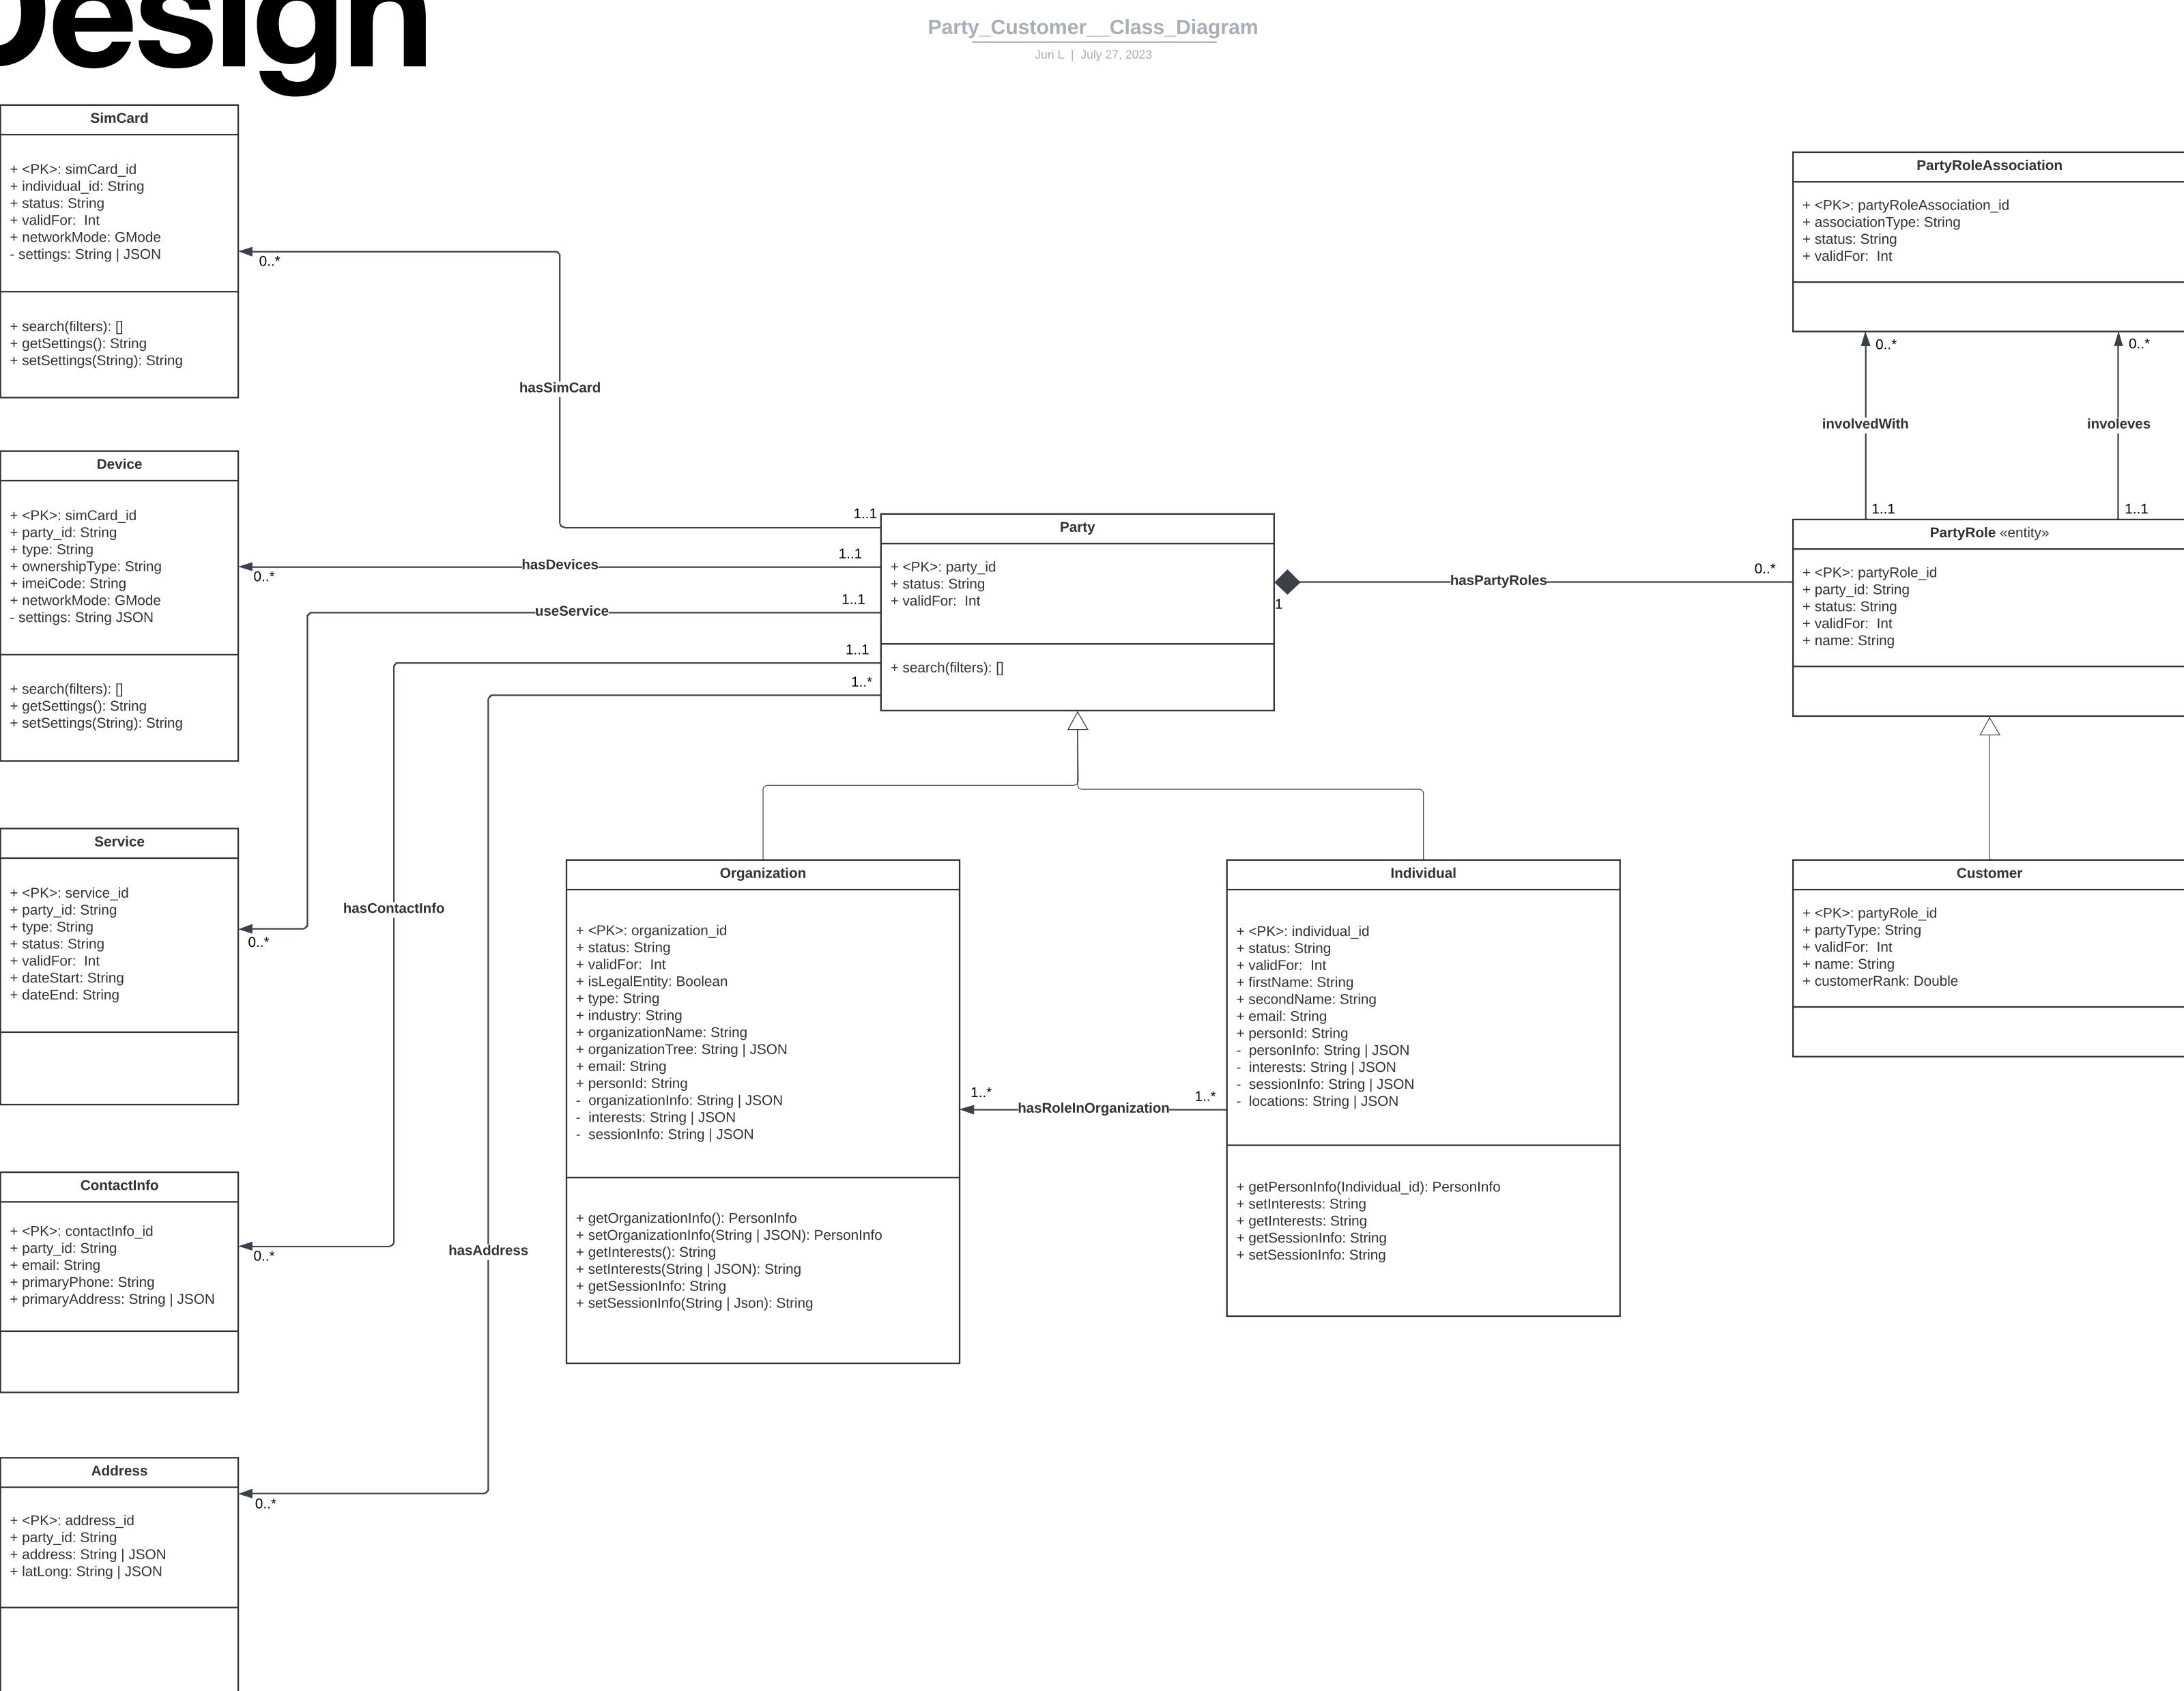 Design
Party_Customer__Class_Diagram
Juri L | July 27, 2023
SimCard
+ <PK>: simCard_id
+ individual_id: String
+ status: String
+ validFor:  Int
+ networkMode: GMode
- settings: String | JSON
+ search(filters): []
+ getSettings(): String
+ setSettings(String): String
0..*
hasSimCard
1..1
Device
+ <PK>: simCard_id
+ party_id: String
+ type: String
+ ownershipType: String
+ imeiCode: String
+ networkMode: GMode
- settings: String JSON
+ search(filters): []
+ getSettings(): String
+ setSettings(String): String
0..*
hasDevices
1..1
useService
1..1
1..1
1..*
Service
+ <PK>: service_id
+ party_id: String
+ type: String
+ status: String
+ validFor:  Int
+ dateStart: String
+ dateEnd: String
0..*
hasContactInfo
ContactInfo
+ <PK>: contactInfo_id
+ party_id: String
+ email: String
+ primaryPhone: String
+ primaryAddress: String | JSON
0..*
hasAddress
Address
+ <PK>: address_id
+ party_id: String
+ address: String | JSON
+ latLong: String | JSON
0..*
Party
+ <PK>: party_id
+ status: String
+ validFor:  Int
+ search(filters): []
1
hasPartyRoles
0..*
Organization
+ <PK>: organization_id
+ status: String
+ validFor:  Int
+ isLegalEntity: Boolean
+ type: String
+ industry: String
+ organizationName: String
+ organizationTree: String | JSON
+ email: String
+ personId: String
-  organizationInfo: String | JSON
-  interests: String | JSON
-  sessionInfo: String | JSON
+ getOrganizationInfo(): PersonInfo
+ setOrganizationInfo(String | JSON): PersonInfo
+ getInterests(): String
+ setInterests(String | JSON): String
+ getSessionInfo: String
+ setSessionInfo(String | Json): String
1..*
hasRoleInOrganization
1..*
Individual
+ <PK>: individual_id
+ status: String
+ validFor:  Int
+ firstName: String
+ secondName: String
+ email: String
+ personId: String
-  personInfo: String | JSON
-  interests: String | JSON
-  sessionInfo: String | JSON
-  locations: String | JSON
+ getPersonInfo(Individual_id): PersonInfo
+ setInterests: String
+ getInterests: String
+ getSessionInfo: String
+ setSessionInfo: String
PartyRoleAssociation
+ <PK>: partyRoleAssociation_id
+ associationType: String
+ status: String
+ validFor:  Int
0..*
0..*
involvedWith
involeves
1..1
1..1
PartyRole «entity»
+ <PK>: partyRole_id
+ party_id: String
+ status: String
+ validFor:  Int
+ name: String
Customer
+ <PK>: partyRole_id
+ partyType: String
+ validFor:  Int
+ name: String
+ customerRank: Double